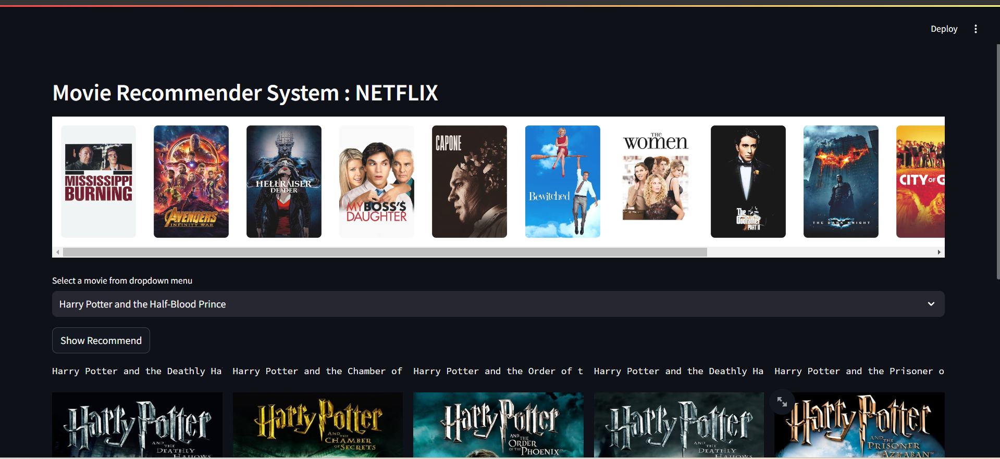 Deploy
Movie Recommender System : NETFLIX
MISSISSIPPI
BURNING
AVENGERS
INFINITY WAR
HELLRAISER
DEADER
MY BOSS'$
DAUGHTER
CAPONE
Bewitched
THE
women
The
Godfather
PART II
THE DARK KNIGHT
CITY OF G
Select a movie from dropdown menu
Harry Potter and the Half-Blood Prince
Show Recommend
Harry Potter and the Deathly Ha
Harry Potter and the Chamber of
Harry Potter and the Order of t
Harry Potter and the Deathly Ha
Harry Potter and the Prisoner o
Harry Potter
AND THE
DEATHLY
HALLOWS
Harry Potter
AND THE
CHAMBER
OF SECRETS
Harry Potter
AND THE
ORDER
OF THE PHOENIX
Harry Potter
AND THE
DEATHLY
HALLOWS
Harry Potter
AND THE
PRISONER
OF AZKABAN